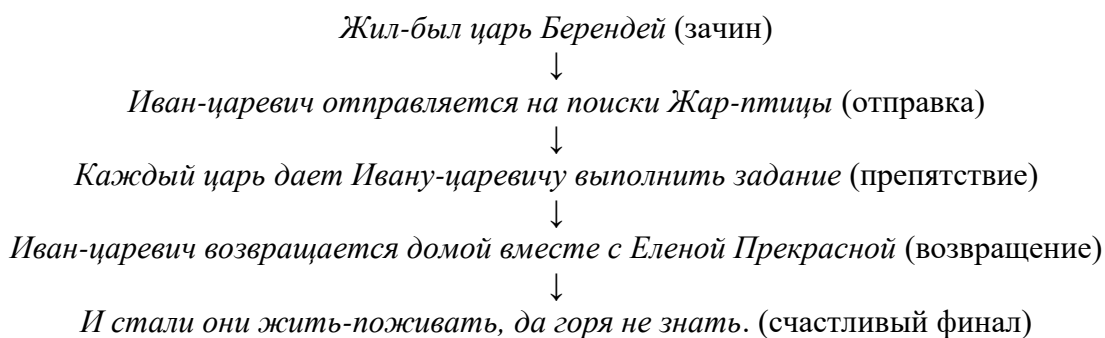 Жил-был царь Берендей (зачин)
↓
Иван-царевич отправляется на поиски Жар-птицы (отправка)
↓
Каждый царь дает Ивану-царевичу выполнить задание (препятствие)
↓
Иван-царевич возвращается домой вместе с Еленой Прекрасной (возвращение)
↓
И стали они жить-поживать, да горя не знать. (счастливый финал)